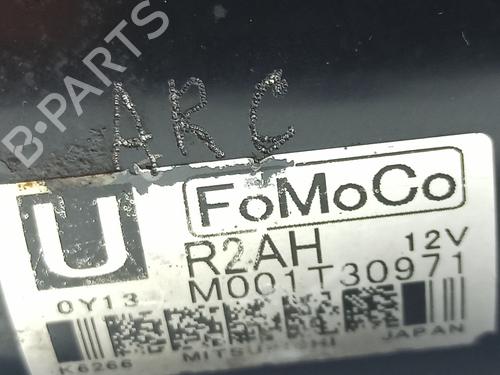 B-PARTS
ARC
U
FoMoCo
R2AH 12V
M001T30971
0Y13
K6266 MITSUBISHI JAPAN